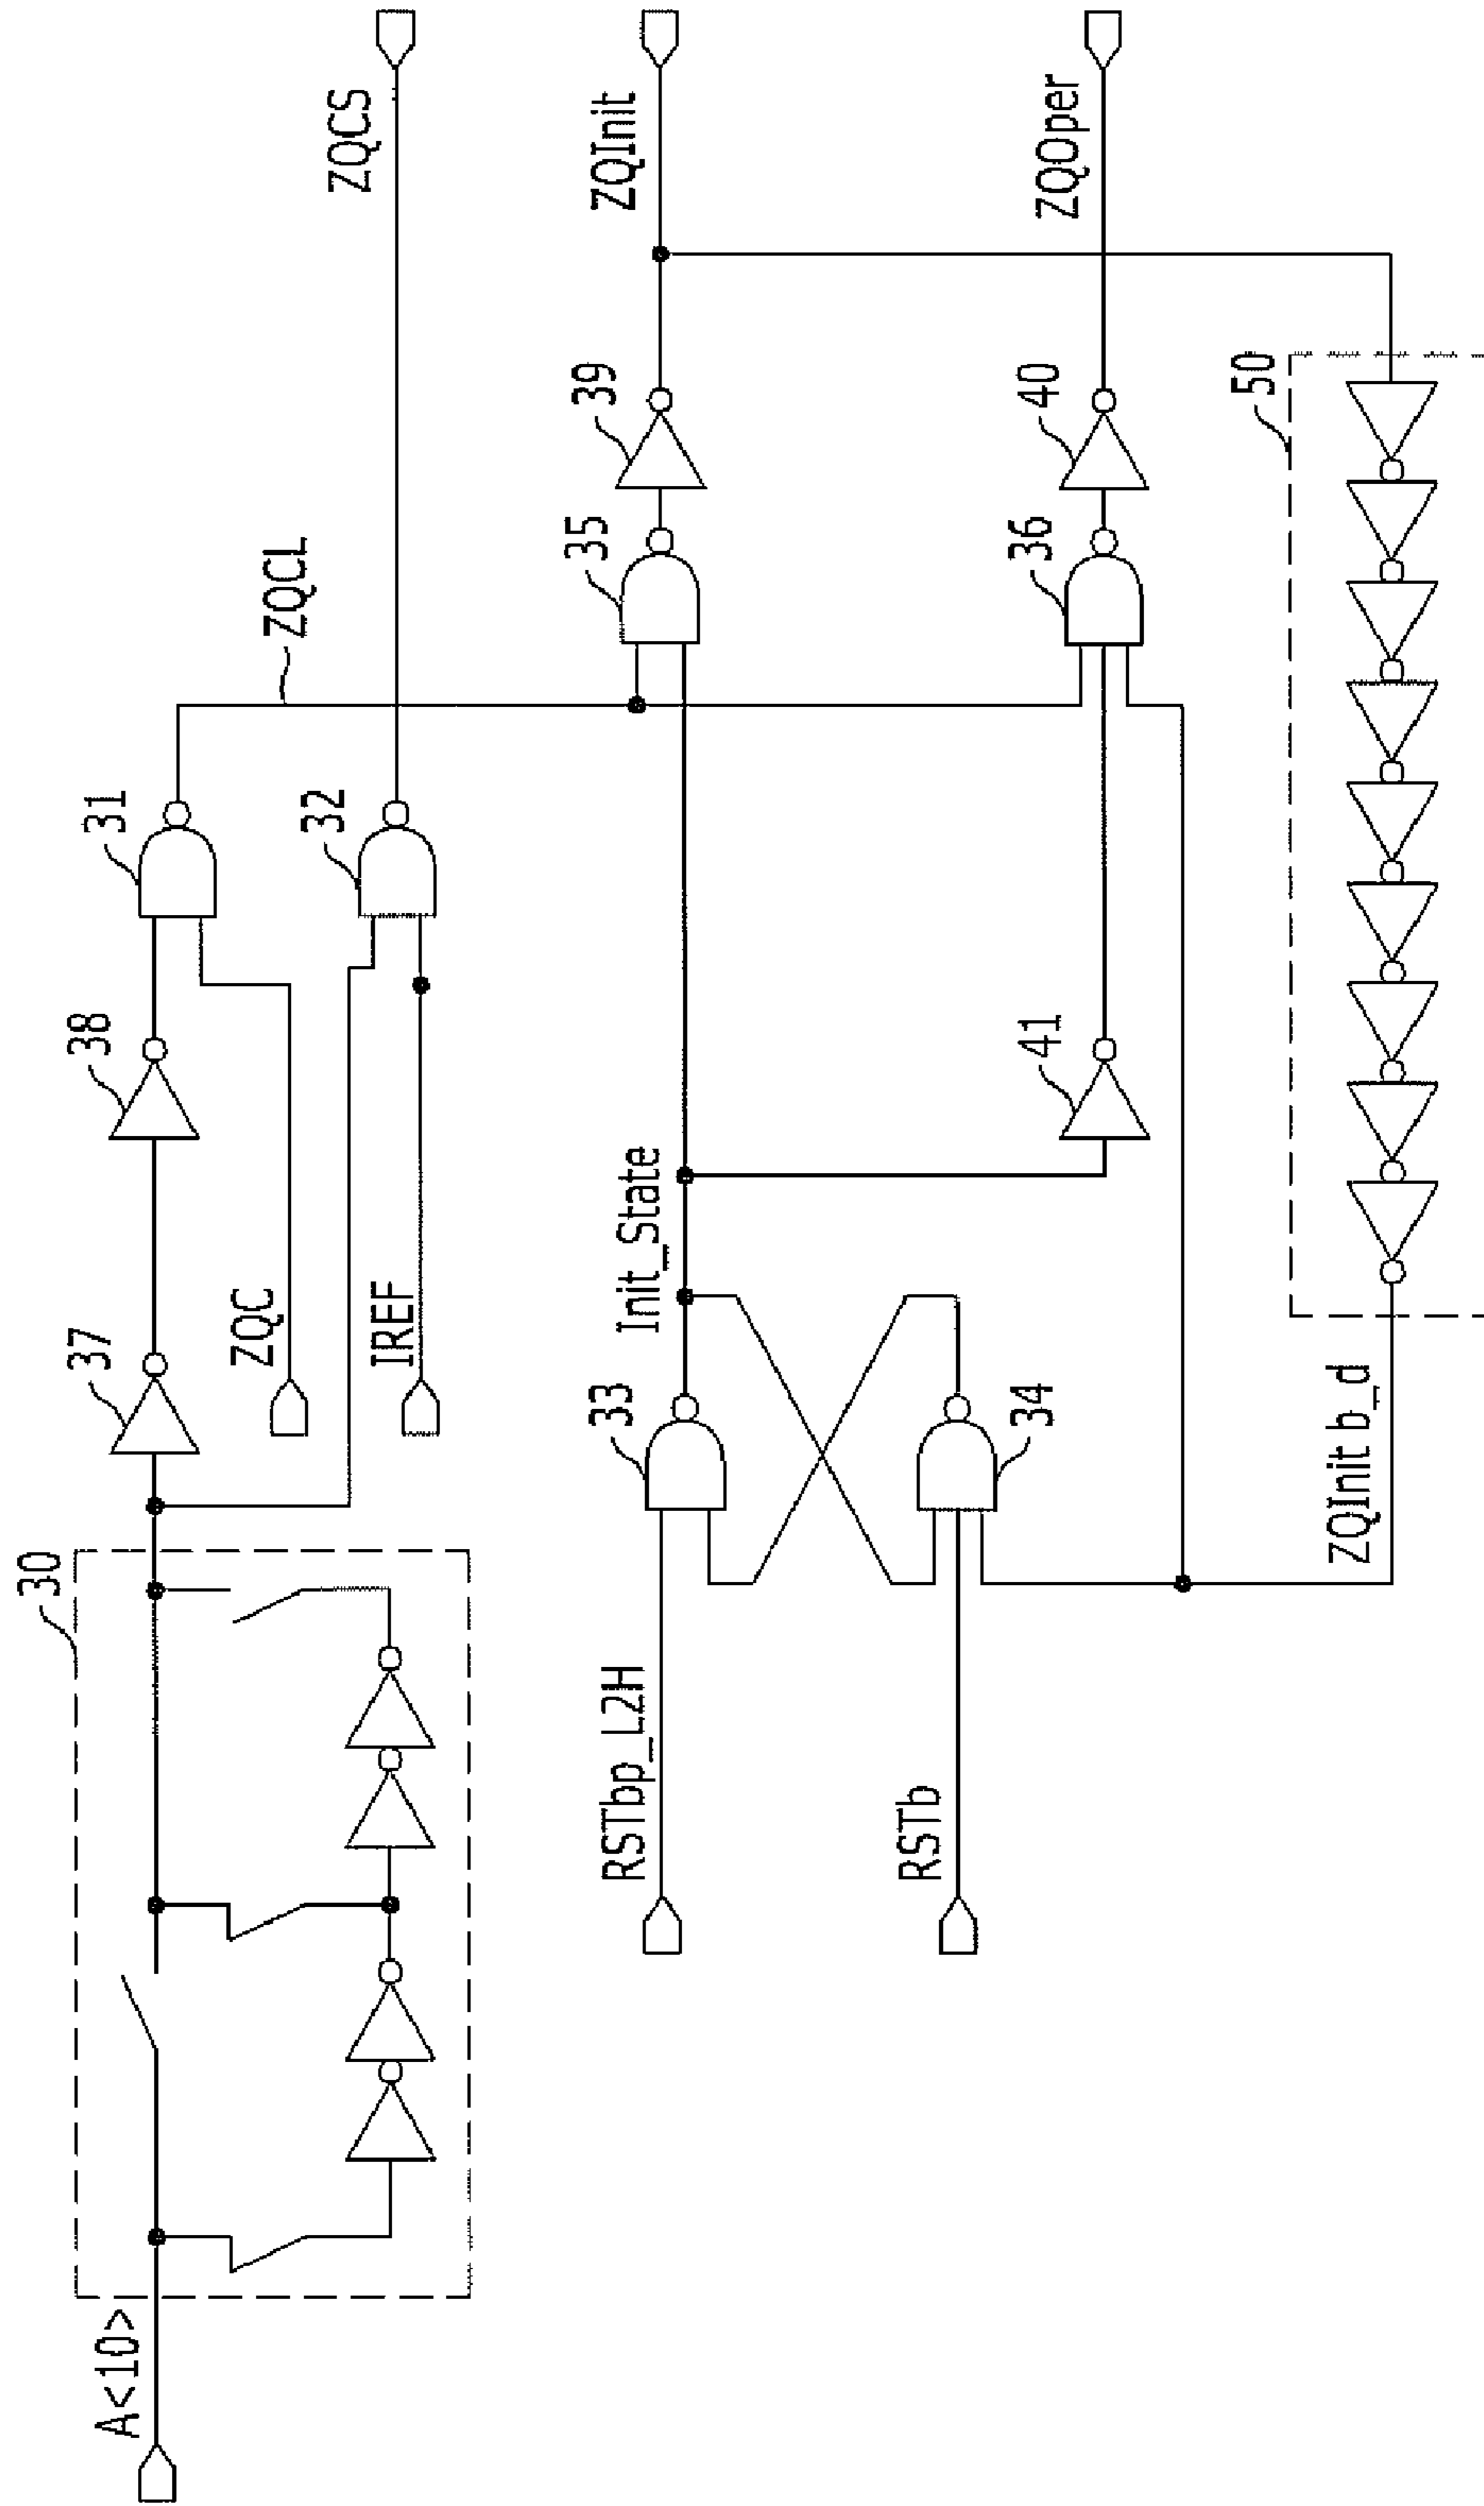 A<10>
30
37
38
31
ZQCL
ZQC
32
ZQCS
IREF
RSTbp_L2H
33
Init_State
35
39
ZQInit
RSTb
34
41
36
40
ZQOper
ZQInit b_d
50